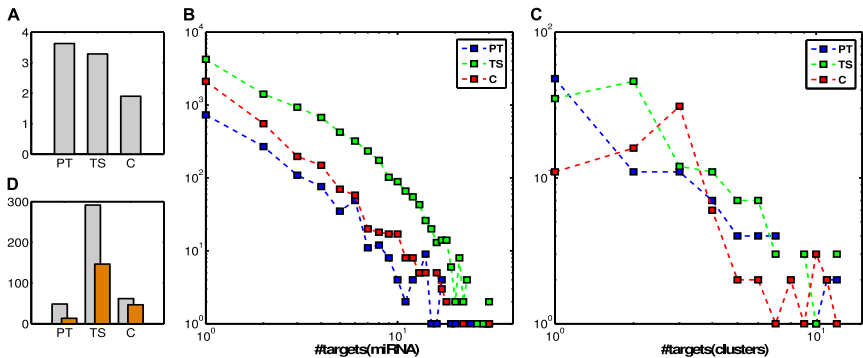 A
4
3
2
1
0
PT TS C
D
300
200
100
0
PT TS C
B
10^4
10^3
10^2
10^1
10^0
10^0 10^1
#targets(miRNA)
PT
TS
C
C
10^2
10^1
10^0
10^0 10^1
#targets(clusters)
PT
TS
C